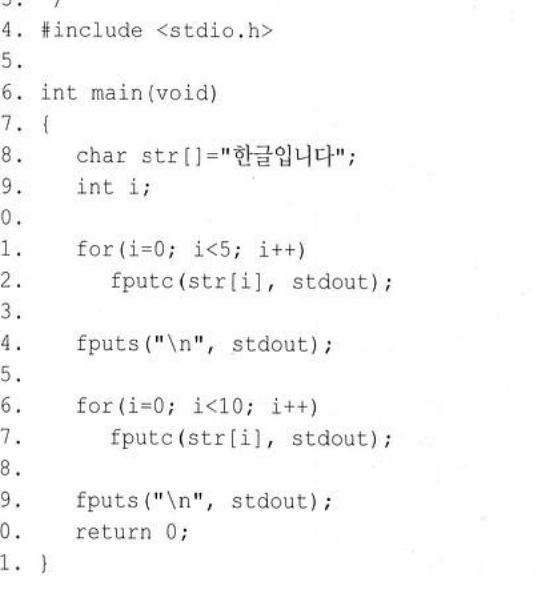 3. */
4. #include <stdio.h>
5.
6. int main(void)
7. {
8. char str[]="한글입니다";
9. int i;
0.
1. for(i=0; i<5; i++)
2. fputc(str[i], stdout);
3.
4. fputs("\n", stdout);
5.
6. for(i=0; i<10; i++)
7. fputc(str[i], stdout);
8.
9. fputs("\n", stdout);
0. return 0;
1. }